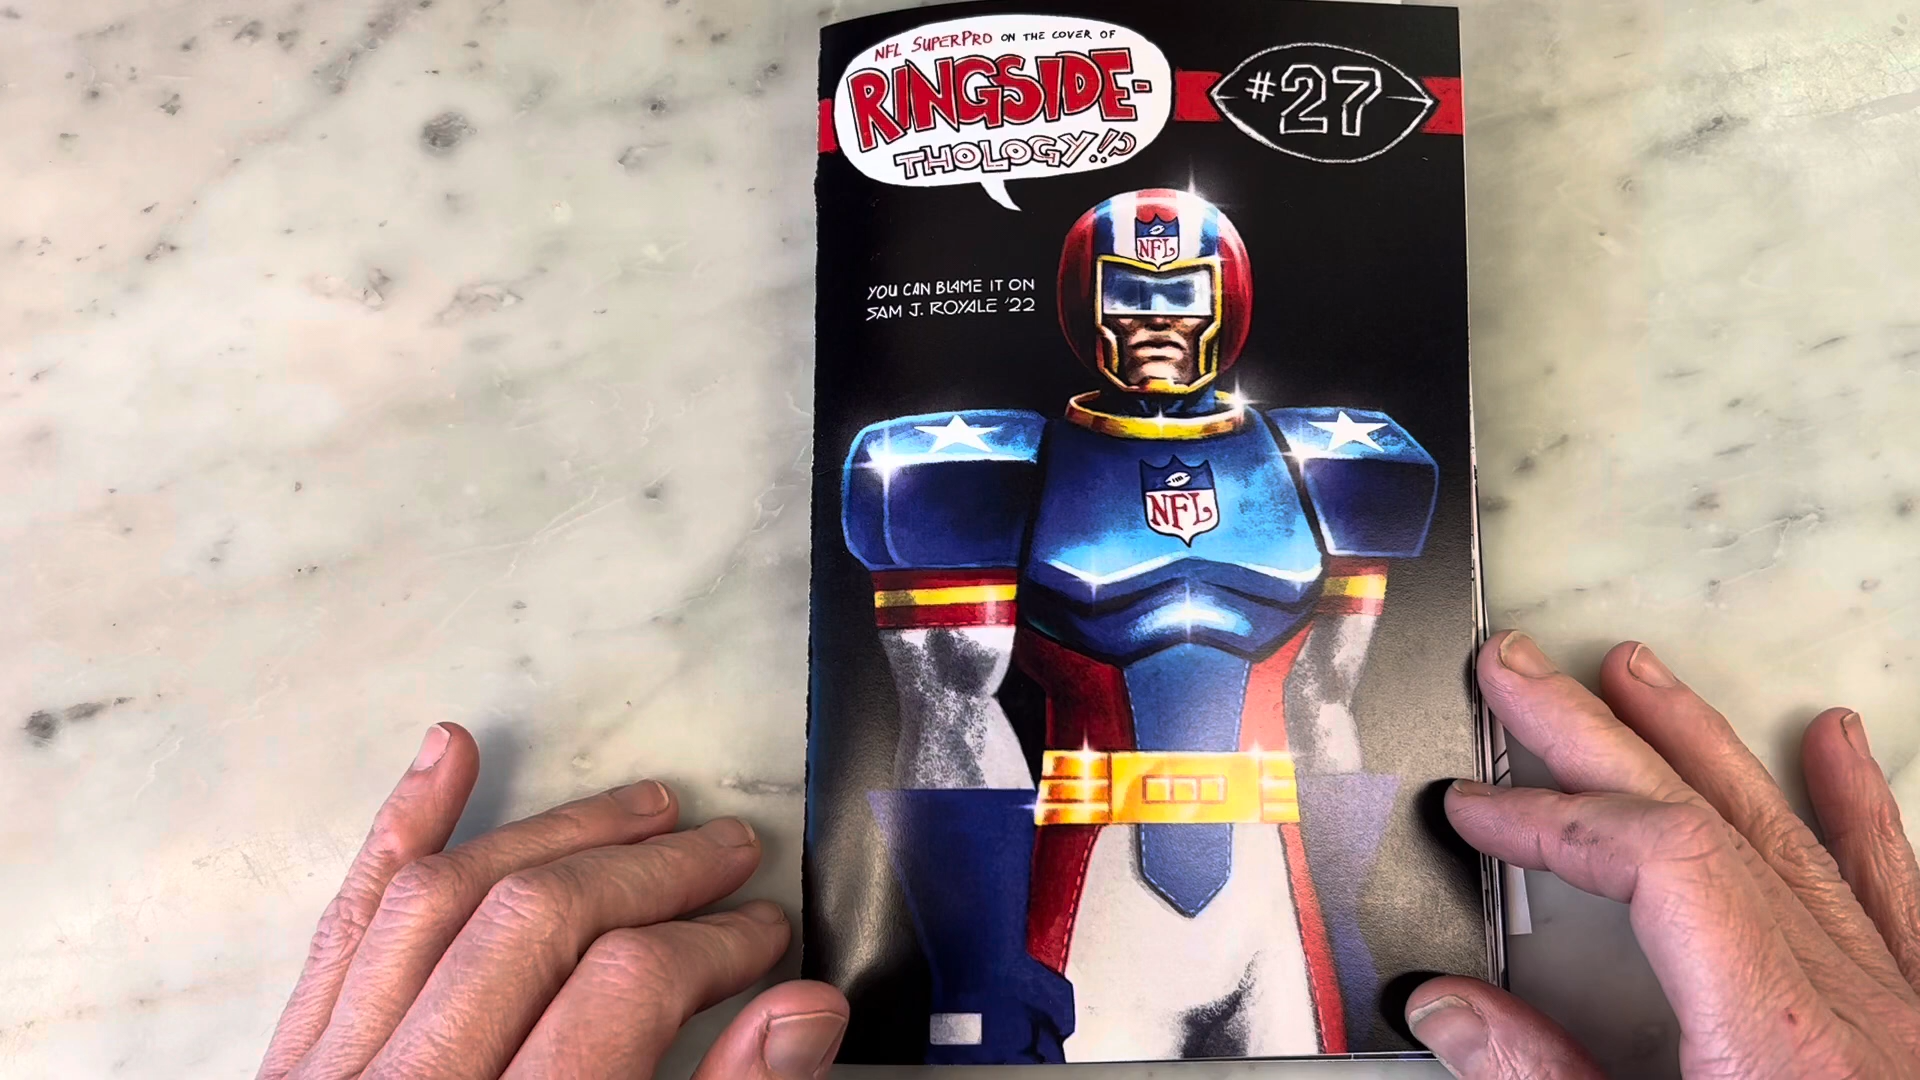 NFL SUPERPRO ON THE COVER OF
RINGSIDE-
THOLOGY!?
#27
YOU CAN BLAME IT ON
SAM J. ROYALE '22
NFL
NFL